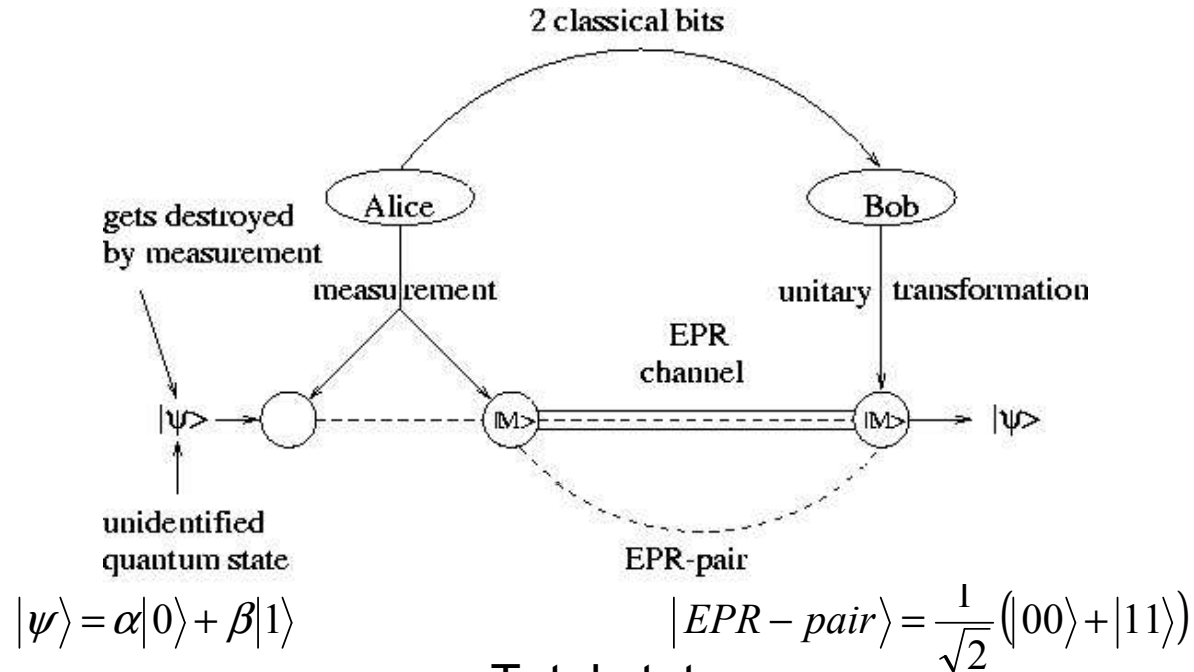 2 classical bits
Alice
Bob
gets destroyed
by measurement
measurement
unitary transformation
EPR
channel
|ψ>
|M>
|M>
|ψ>
unidentified
quantum state
EPR-pair
|ψ⟩ = α|0⟩ + β|1⟩
|EPR − pair⟩ = 1/√2 (|00⟩ + |11⟩)